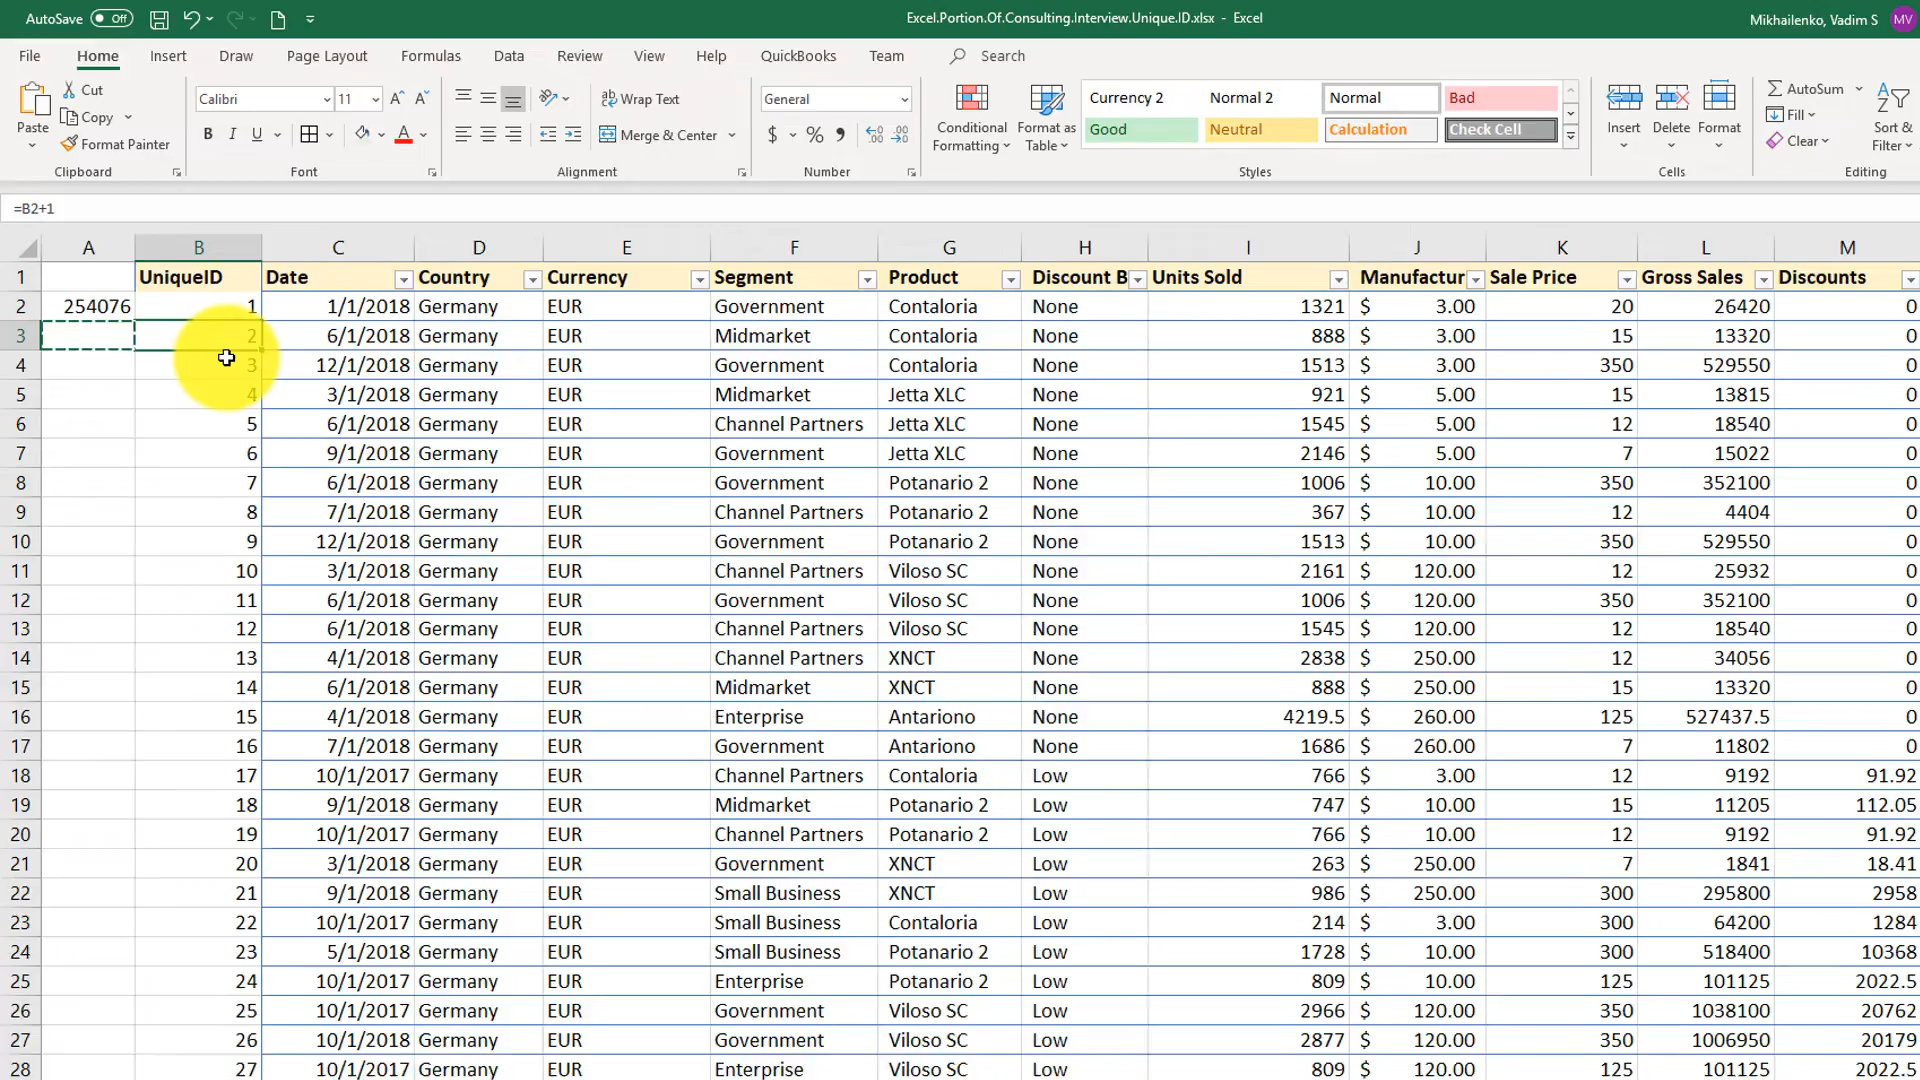 AutoSave Off Excel.Portion.Of.Consulting.Interview.Unique.ID.xlsx - Excel Mikhailenko, Vadim S MV
File Home Insert Draw Page Layout Formulas Data Review View Help QuickBooks Team Search
Paste Cut Copy Format Painter Clipboard
Calibri 11 B I U A Font
Wrap Text Merge & Center Alignment
General $ % Number
Conditional Formatting Format as Table
Currency 2 Normal 2 Normal Bad
Good Neutral Calculation Check Cell
Styles
Insert Delete Format Cells
AutoSum Fill Clear Sort & Filter Editing
=B2+1
A B C D E F G H I J K L M
1 UniqueID Date Country Currency Segment Product Discount B Units Sold Manufactur Sale Price Gross Sales Discounts
2 254076 1 1/1/2018 Germany EUR Government Contaloria None 1321 $ 3.00 20 26420 0
3 2 6/1/2018 Germany EUR Midmarket Contaloria None 888 $ 3.00 15 13320 0
4 3 12/1/2018 Germany EUR Government Contaloria None 1513 $ 3.00 350 529550 0
5 4 3/1/2018 Germany EUR Midmarket Jetta XLC None 921 $ 5.00 15 13815 0
6 5 6/1/2018 Germany EUR Channel Partners Jetta XLC None 1545 $ 5.00 12 18540 0
7 6 9/1/2018 Germany EUR Government Jetta XLC None 2146 $ 5.00 7 15022 0
8 7 6/1/2018 Germany EUR Government Potanario 2 None 1006 $ 10.00 350 352100 0
9 8 7/1/2018 Germany EUR Channel Partners Potanario 2 None 367 $ 10.00 12 4404 0
10 9 12/1/2018 Germany EUR Government Potanario 2 None 1513 $ 10.00 350 529550 0
11 10 3/1/2018 Germany EUR Channel Partners Viloso SC None 2161 $ 120.00 12 25932 0
12 11 6/1/2018 Germany EUR Government Viloso SC None 1006 $ 120.00 350 352100 0
13 12 6/1/2018 Germany EUR Channel Partners Viloso SC None 1545 $ 120.00 12 18540 0
14 13 4/1/2018 Germany EUR Channel Partners XNCT None 2838 $ 250.00 12 34056 0
15 14 6/1/2018 Germany EUR Midmarket XNCT None 888 $ 250.00 15 13320 0
16 15 4/1/2018 Germany EUR Enterprise Antariono None 4219.5 $ 260.00 125 527437.5 0
17 16 7/1/2018 Germany EUR Government Antariono None 1686 $ 260.00 7 11802 0
18 17 10/1/2017 Germany EUR Channel Partners Contaloria Low 766 $ 3.00 12 9192 91.92
19 18 9/1/2018 Germany EUR Midmarket Potanario 2 Low 747 $ 10.00 15 11205 112.05
20 19 10/1/2017 Germany EUR Channel Partners Potanario 2 Low 766 $ 10.00 12 9192 91.92
21 20 3/1/2018 Germany EUR Government XNCT Low 263 $ 250.00 7 1841 18.41
22 21 9/1/2018 Germany EUR Small Business XNCT Low 986 $ 250.00 300 295800 2958
23 22 10/1/2017 Germany EUR Small Business Contaloria Low 214 $ 3.00 300 64200 1284
24 23 5/1/2018 Germany EUR Small Business Potanario 2 Low 1728 $ 10.00 300 518400 10368
25 24 10/1/2017 Germany EUR Enterprise Potanario 2 Low 809 $ 10.00 125 101125 2022.5
26 25 10/1/2017 Germany EUR Government Viloso SC Low 2966 $ 120.00 350 1038100 20762
27 26 10/1/2018 Germany EUR Government Viloso SC Low 2877 $ 120.00 350 1006950 20179
28 27 10/1/2017 Germany EUR Enterprise Viloso SC Low 809 $ 120.00 125 101125 2022.5